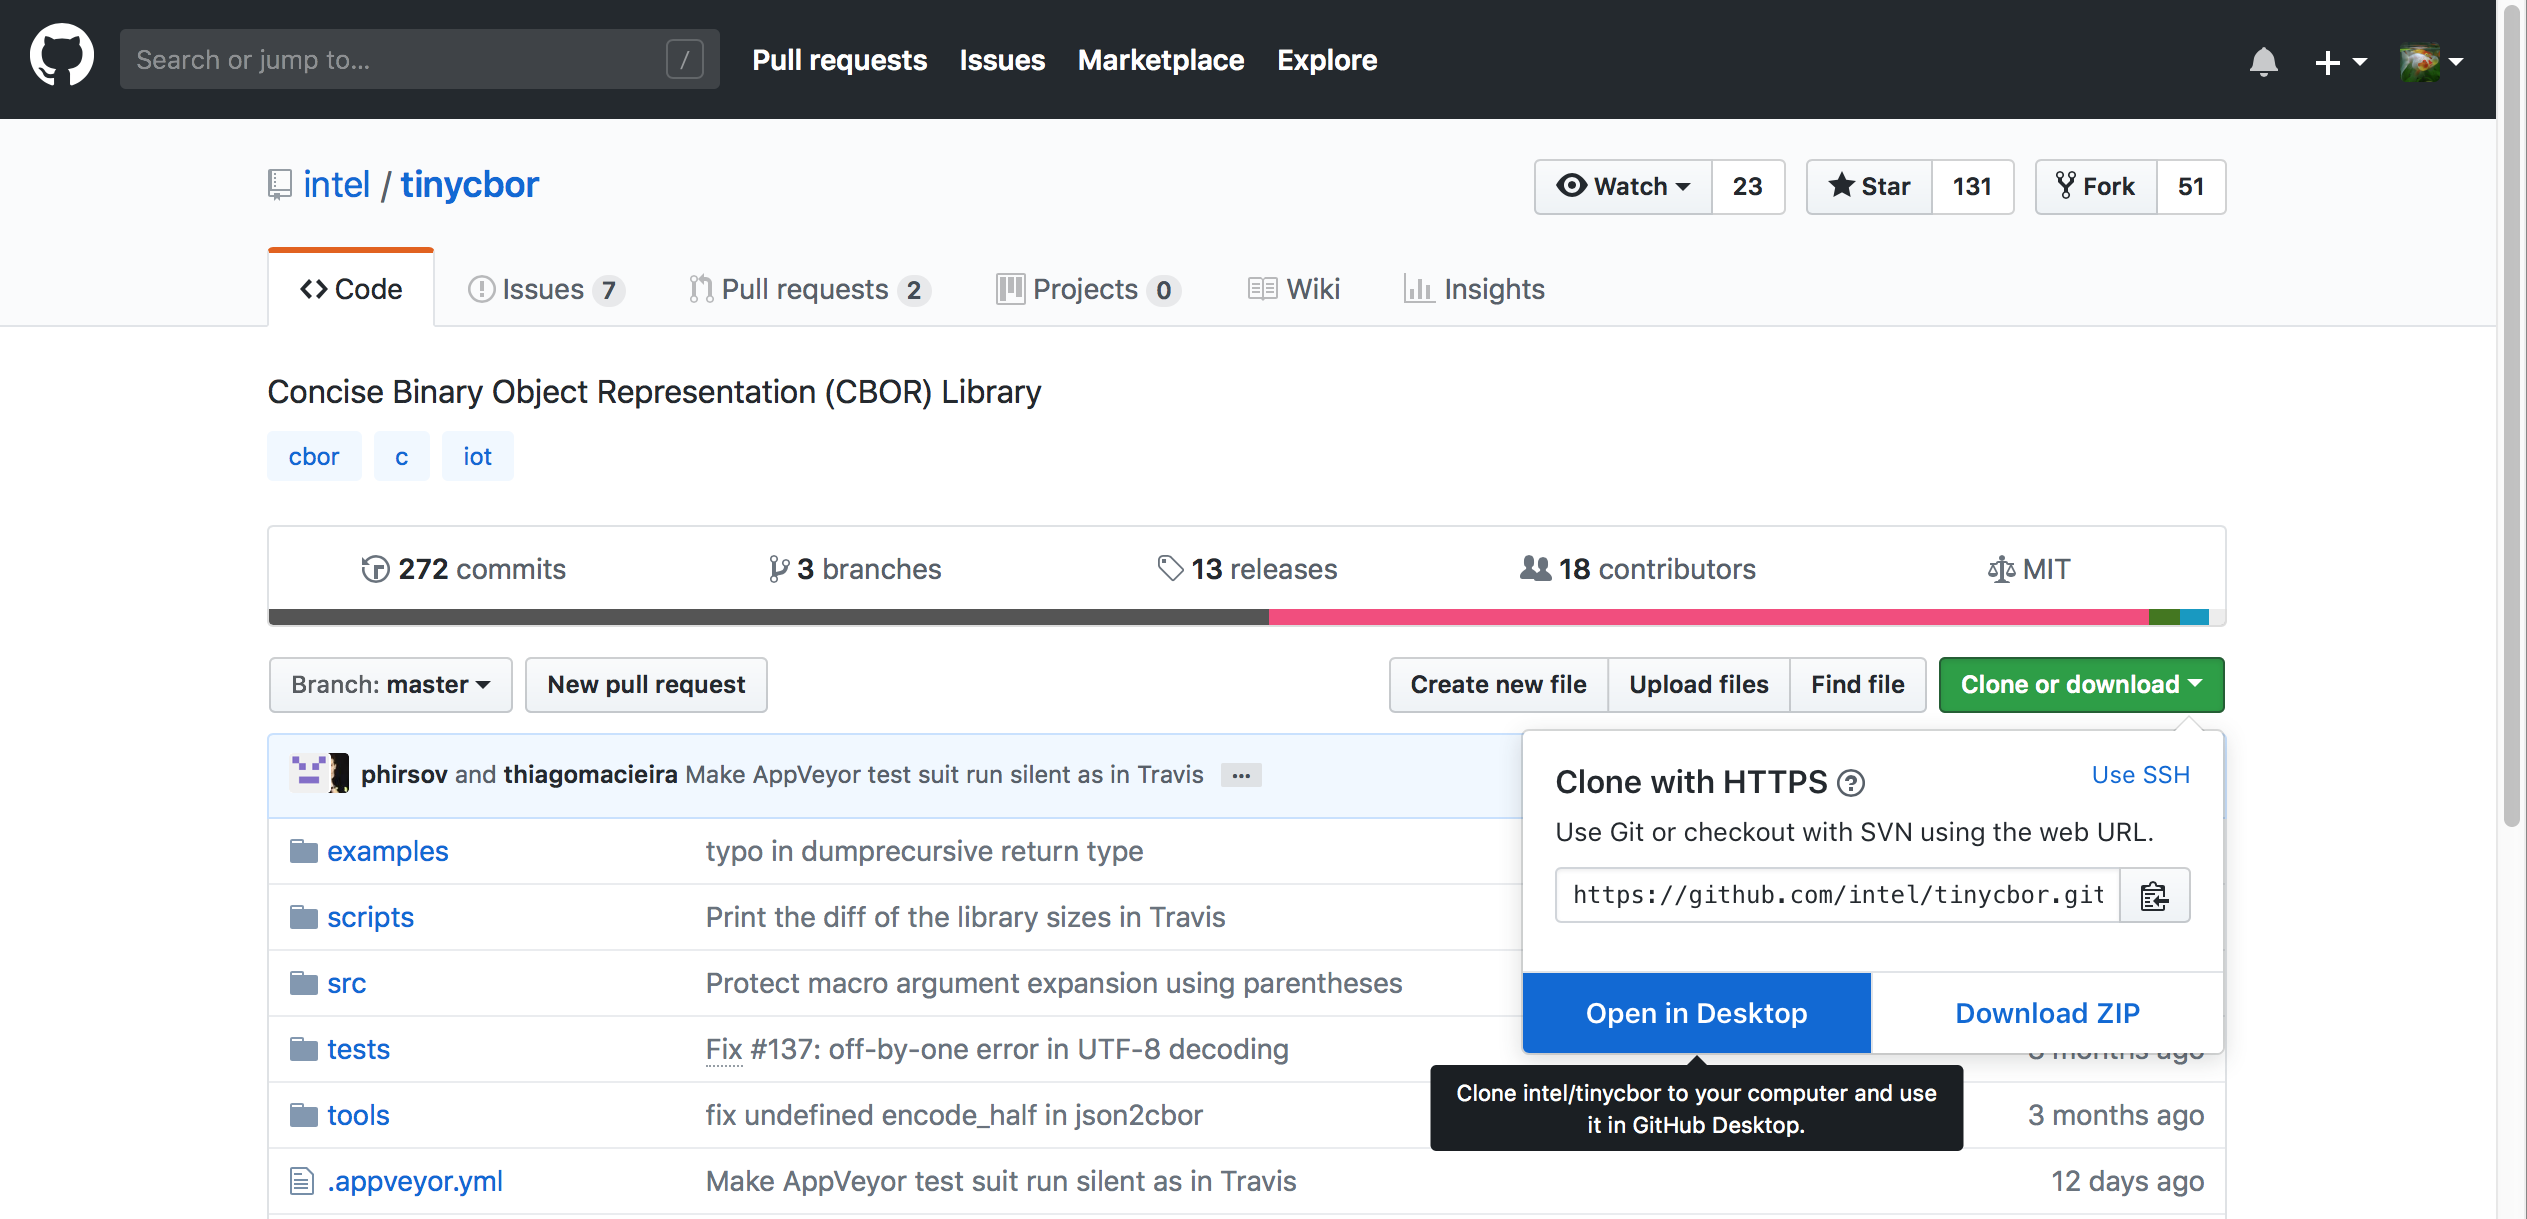 Search or jump to... /
Pull requests Issues Marketplace Explore
intel / tinycbor
Watch 23 Star 131 Fork 51
Code Issues 7 Pull requests 2 Projects 0 Wiki Insights
Concise Binary Object Representation (CBOR) Library
cbor c iot
272 commits 3 branches 13 releases 18 contributors MIT
Branch: master New pull request Create new file Upload files Find file Clone or download
phirsov and thiagomacieira Make AppVeyor test suit run silent as in Travis ...
Clone with HTTPS ? Use SSH
Use Git or checkout with SVN using the web URL.
https://github.com/intel/tinycbor.git
Open in Desktop Download ZIP
Clone intel/tinycbor to your computer and use
it in GitHub Desktop.
examples typo in dumprecursive return type
scripts Print the diff of the library sizes in Travis
src Protect macro argument expansion using parentheses
tests Fix #137: off-by-one error in UTF-8 decoding months ago
tools fix undefined encode_half in json2cbor 3 months ago
.appveyor.yml Make AppVeyor test suit run silent as in Travis 12 days ago